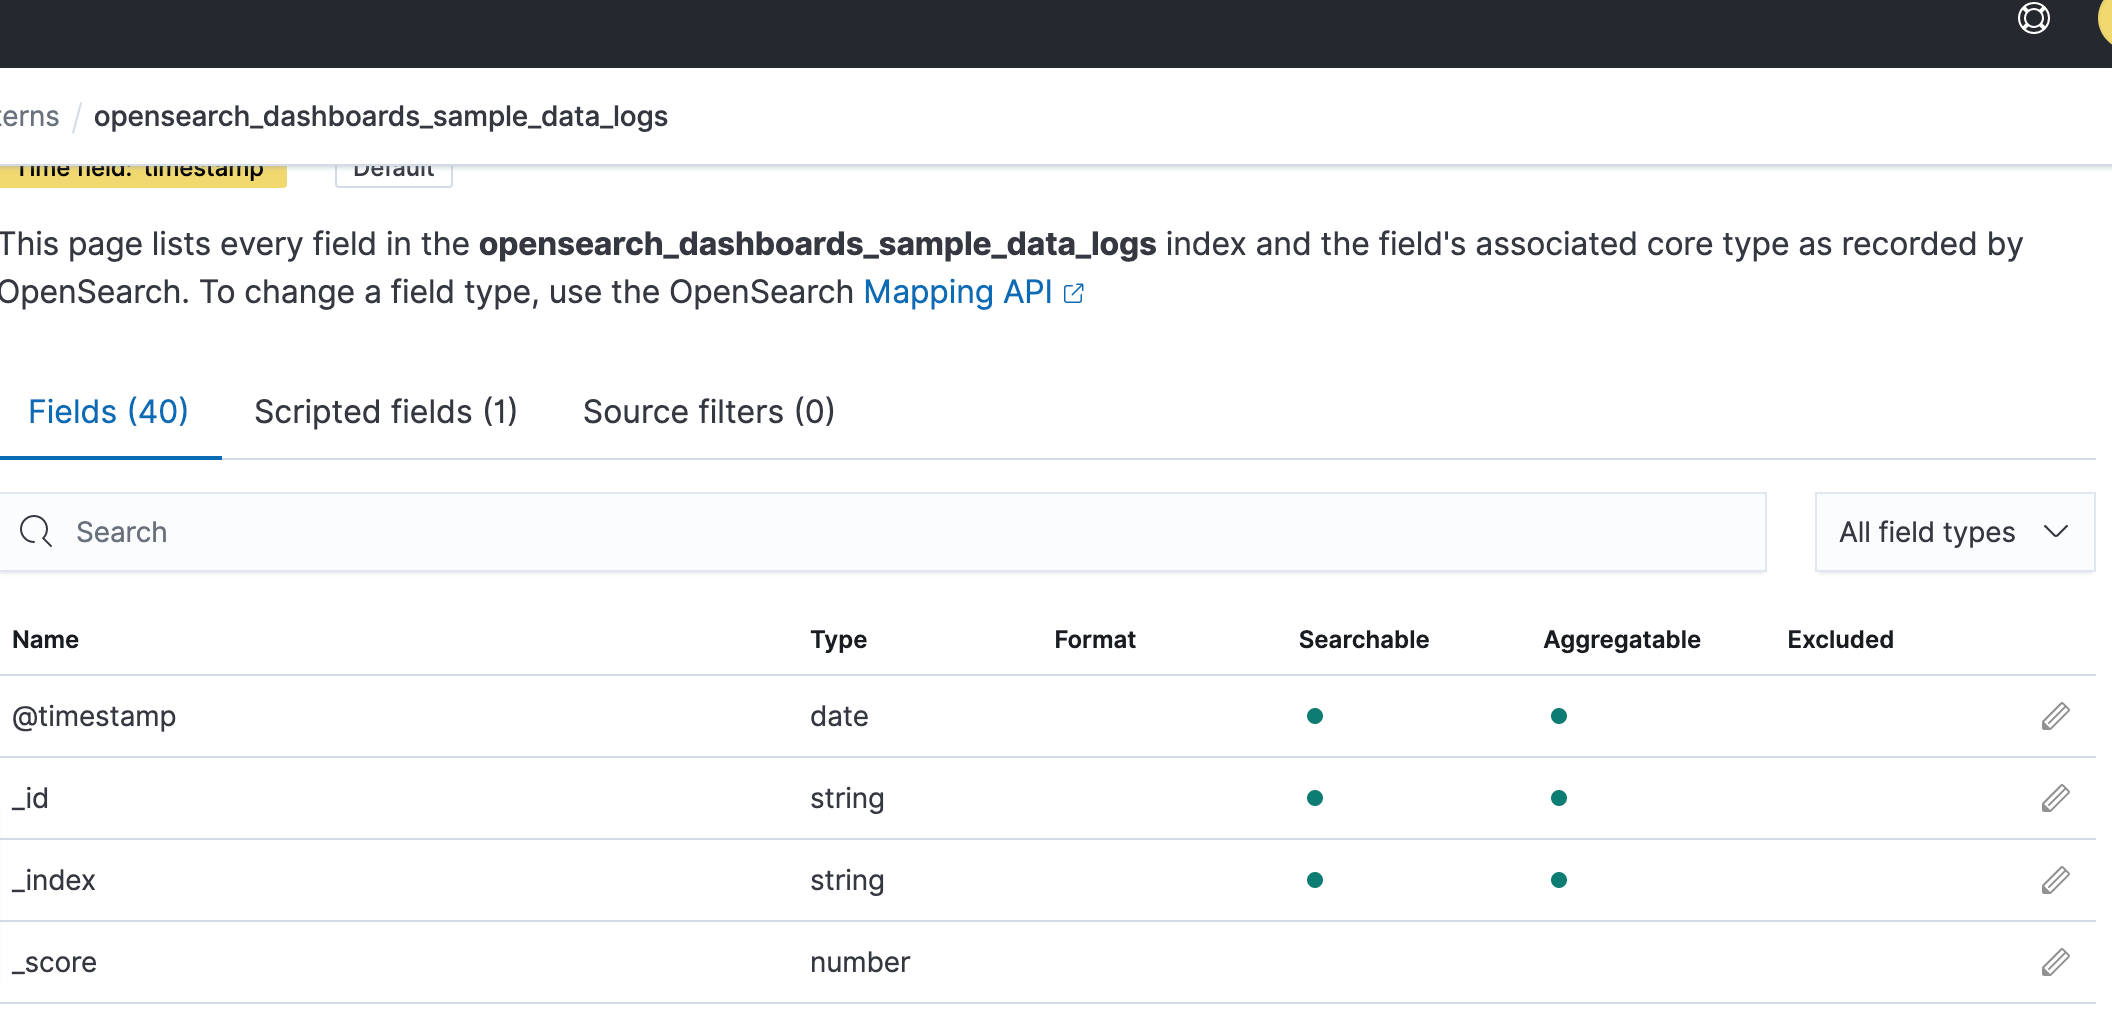 terns / opensearch_dashboards_sample_data_logs
Time field: 'timestamp' Default
This page lists every field in the opensearch_dashboards_sample_data_logs index and the field's associated core type as recorded by
OpenSearch. To change a field type, use the OpenSearch Mapping API
Fields (40) Scripted fields (1) Source filters (0)
Search All field types
Name Type Format Searchable Aggregatable Excluded
@timestamp date
_id string
_index string
_score number